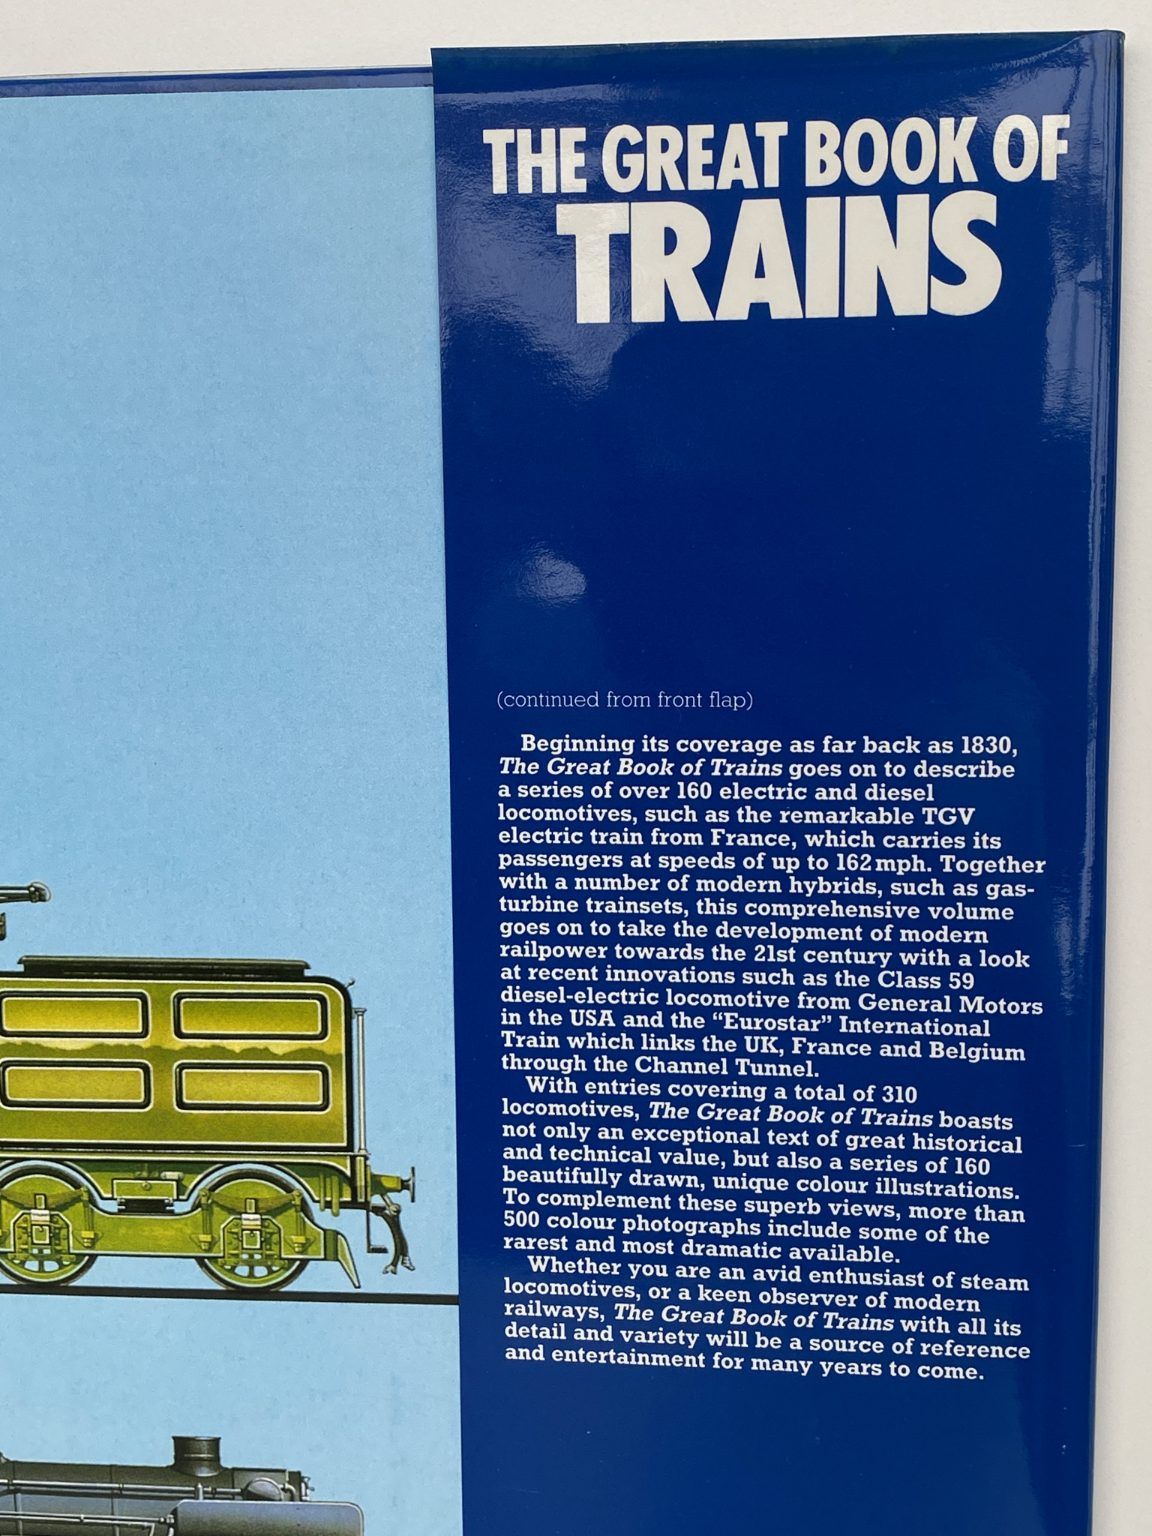 THE GREAT BOOK OF
TRAINS
(continued from front flap)
Beginning its coverage as far back as 1830,
The Great Book of Trains goes on to describe
a series of over 160 electric and diesel
locomotives, such as the remarkable TGV
electric train from France, which carries its
passengers at speeds of up to 162 mph. Together
with a number of modern hybrids, such as gas-
turbine trainsets, this comprehensive volume
goes on to take the development of modern
railpower towards the 21st century with a look
at recent innovations such as the Class 59
diesel-electric locomotive from General Motors
in the USA and the “Eurostar” International
Train which links the UK, France and Belgium
through the Channel Tunnel.
With entries covering a total of 310
locomotives, The Great Book of Trains boasts
not only an exceptional text of great historical
and technical value, but also a series of 160
beautifully drawn, unique colour illustrations.
To complement these superb views, more than
500 colour photographs include some of the
rarest and most dramatic available.
Whether you are an avid enthusiast of steam
locomotives, or a keen observer of modern
railways, The Great Book of Trains with all its
detail and variety will be a source of reference
and entertainment for many years to come.